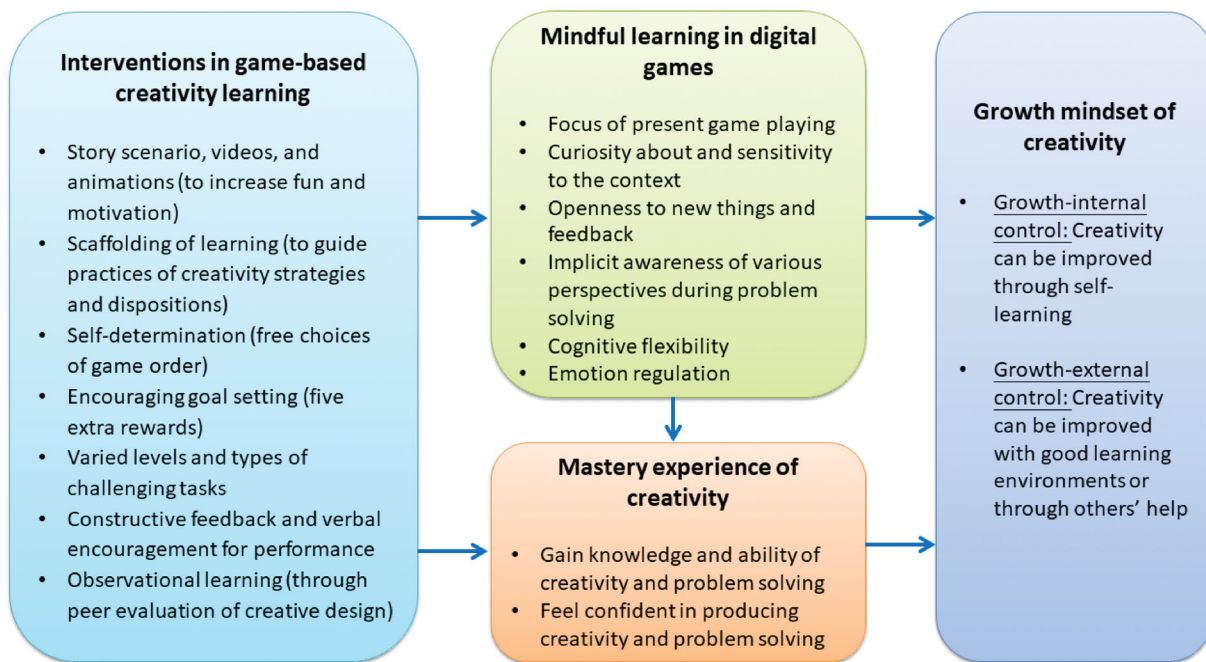 Interventions in game-based
creativity learning
• Story scenario, videos, and
animations (to increase fun and
motivation)
• Scaffolding of learning (to guide
practices of creativity strategies
and dispositions)
• Self-determination (free choices
of game order)
• Encouraging goal setting (five
extra rewards)
• Varied levels and types of
challenging tasks
• Constructive feedback and verbal
encouragement for performance
• Observational learning (through
peer evaluation of creative design)
Mindful learning in digital
games
• Focus of present game playing
• Curiosity about and sensitivity
to the context
• Openness to new things and
feedback
• Implicit awareness of various
perspectives during problem
solving
• Cognitive flexibility
• Emotion regulation
Mastery experience of
creativity
• Gain knowledge and ability of
creativity and problem solving
• Feel confident in producing
creativity and problem solving
Growth mindset of
creativity
• Growth-internal
control: Creativity
can be improved
through self-
learning
• Growth-external
control: Creativity
can be improved
with good learning
environments or
through others’ help